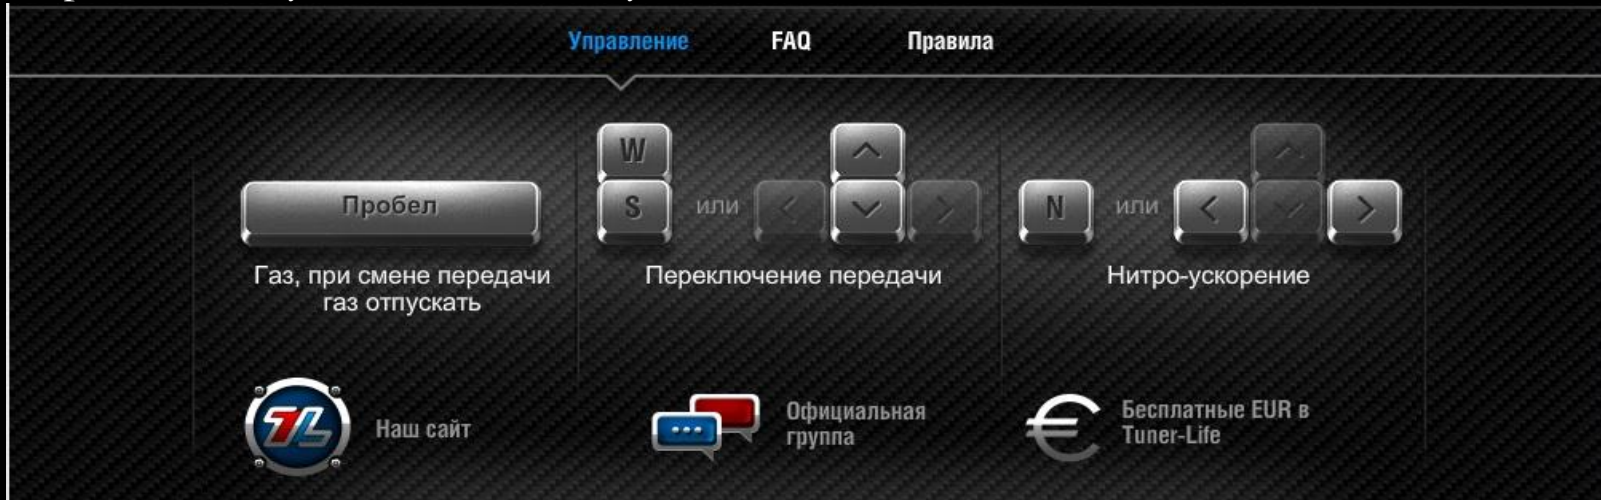 Управление FAQ Правила
W
Пробел S или N или
Газ, при смене передачи Переключение передачи Нитро-ускорение
газ отпускать
TL Наш сайт
Официальная
группа
Бесплатные EUR в
Tuner-Life